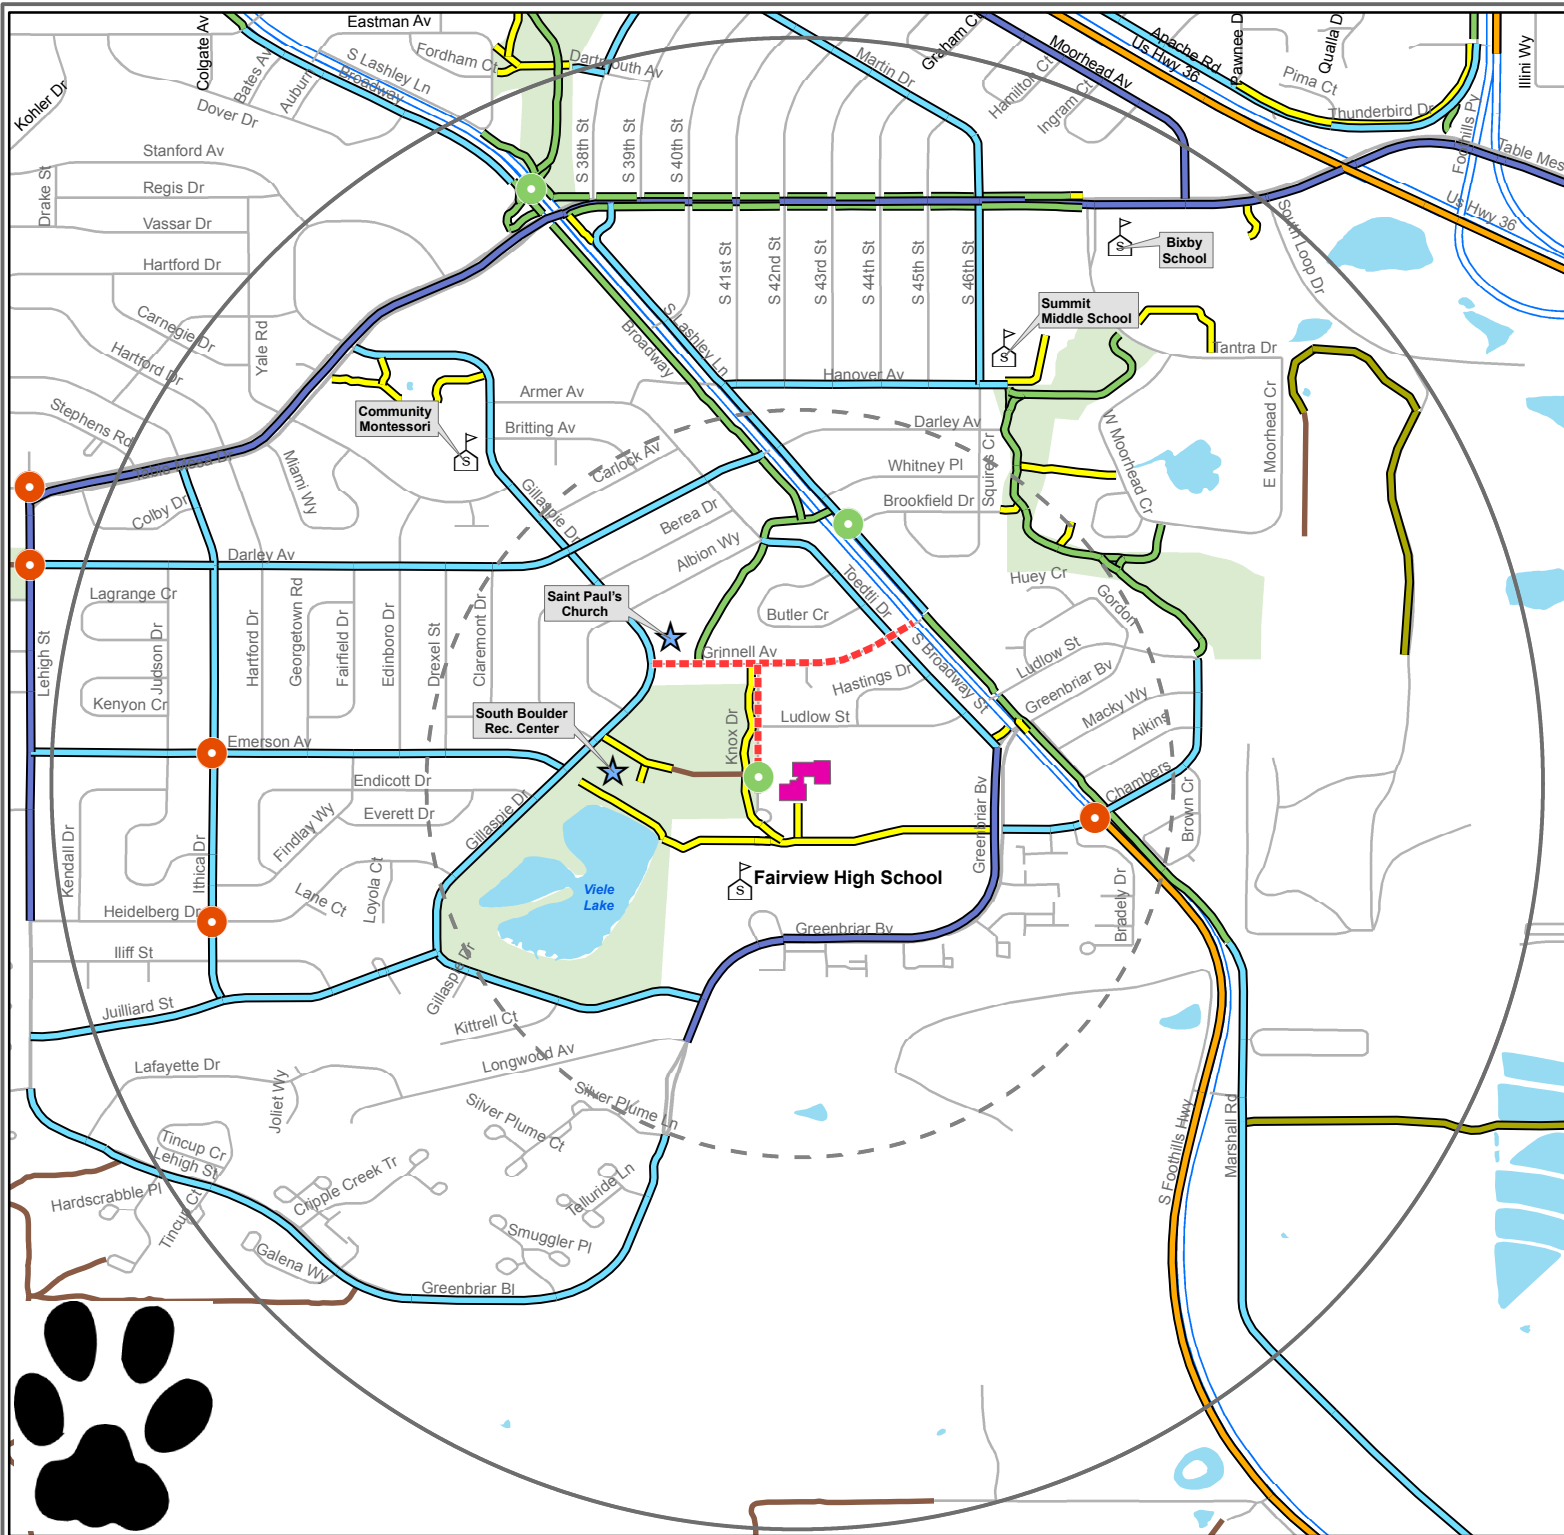 Eastman Av
Colgate Av
Bates Av
Auburn
Fordham Ct
Dartmouth Av
S Lashley Ln
Broadway
Kohler Dr
Dover Dr
Martin Dr
Graham Ct
Moorhead Av
Hamilton Ct
Ingram Ct
Apache Rd
Us Hwy 36
Pawnee D
Qualla D
Pima Ct
Thunderbird Dr
Foothills Py
Illini Wy
Table Mes
Us Hwy 36
Stanford Av
Drake St
Regis Dr
Vassar Dr
Hartford Dr
S 38th St
S 39th St
S 40th St
S 41st St
S 42nd St
S 43rd St
S 44th St
S 45th St
S 46th St
Bixby
School
South Loop Dr
Summit
Middle School
Tantra Dr
Carnegie Dr
Hartford Dr
Yale Rd
Stephens Rd
Broadway
S Lashley Ln
Hanover Av
Armer Av
Britting Av
Community
Montessori
Carlock Av
Darley Av
Whitney Pl
Brookfield Dr
Squires Cr
W Moorhead Cr
E Moorhead Cr
Table Mesa Dr
Miami Wy
Colby Dr
Gillaspie Dr
Berea Dr
Albion Wy
Darley Av
Lagrange Cr
Judson Dr
Kenyon Cr
Lehigh St
Hartford Dr
Georgetown Rd
Fairfield Dr
Edinboro Dr
Drexel St
Claremont Dr
Saint Paul's
Church
Butler Cr
Toedtli Dr
Huey Cr
Gordon
Grinnell Av
Hastings Dr
S Broadway St
Ludlow St
Greenbriar Bv
Macky Wy
Aikins
South Boulder
Rec. Center
Knox Dr
Ludlow St
Emerson Av
Endicott Dr
Everett Dr
Findlay Wy
Gillaspie Dr
Chambers
Brown Cr
Greenbriar Bv
Kendall Dr
Ithica Dr
Lane Ct
Loyola Ct
Heidelberg Dr
Viele
Lake
Fairview High School
Bradely Dr
Greenbriar Bv
Iliff St
Gillaspie Dr
Juilliard St
Kittrell Ct
Lafayette Dr
Longwood Av
Joliet Wy
Silver Plume Ln
Silver Plume Ct
S Foothills Hwy
Marshall Rd
Tincup Cr
Lehigh St
Hardscrabble Pl
Tincup Ct
Cripple Creek Tr
Telluride Ln
Smuggler Pl
Galena Wy
Greenbriar Bl
S
S
S
S